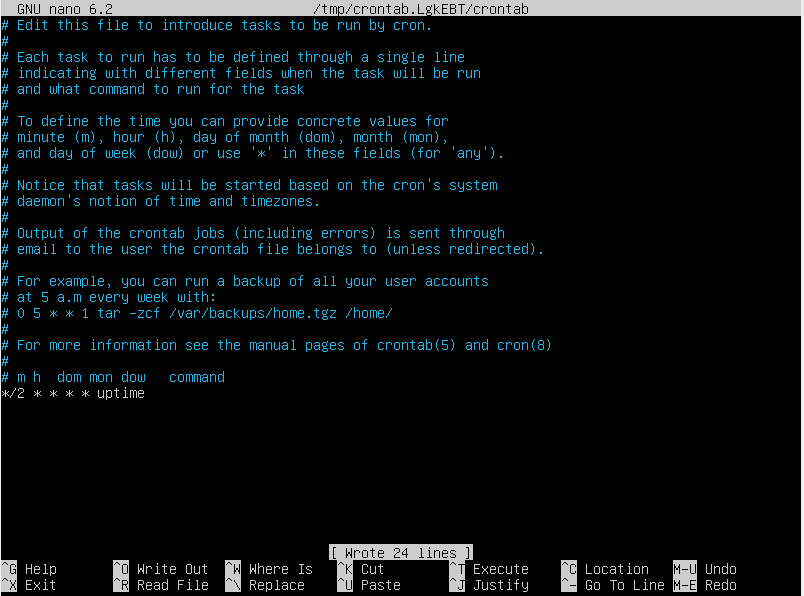 GNU nano 6.2 /tmp/crontab.LgkEBT/crontab
# Edit this file to introduce tasks to be run by cron.
#
# Each task to run has to be defined through a single line
# indicating with different fields when the task will be run
# and what command to run for the task
#
# To define the time you can provide concrete values for
# minute (m), hour (h), day of month (dom), month (mon),
# and day of week (dow) or use '*' in these fields (for 'any').
#
# Notice that tasks will be started based on the cron's system
# daemon's notion of time and timezones.
#
# Output of the crontab jobs (including errors) is sent through
# email to the user the crontab file belongs to (unless redirected).
#
# For example, you can run a backup of all your user accounts
# at 5 a.m every week with:
# 0 5 * * 1 tar -zcf /var/backups/home.tgz /home/
#
# For more information see the manual pages of crontab(5) and cron(8)
#
# m h  dom mon dow   command
*/2 * * * * uptime
[ Wrote 24 lines ]
^G Help ^O Write Out ^W Where Is ^K Cut ^T Execute ^C Location M-U Undo
^X Exit ^R Read File ^\ Replace ^U Paste ^J Justify ^- Go To Line M-E Redo